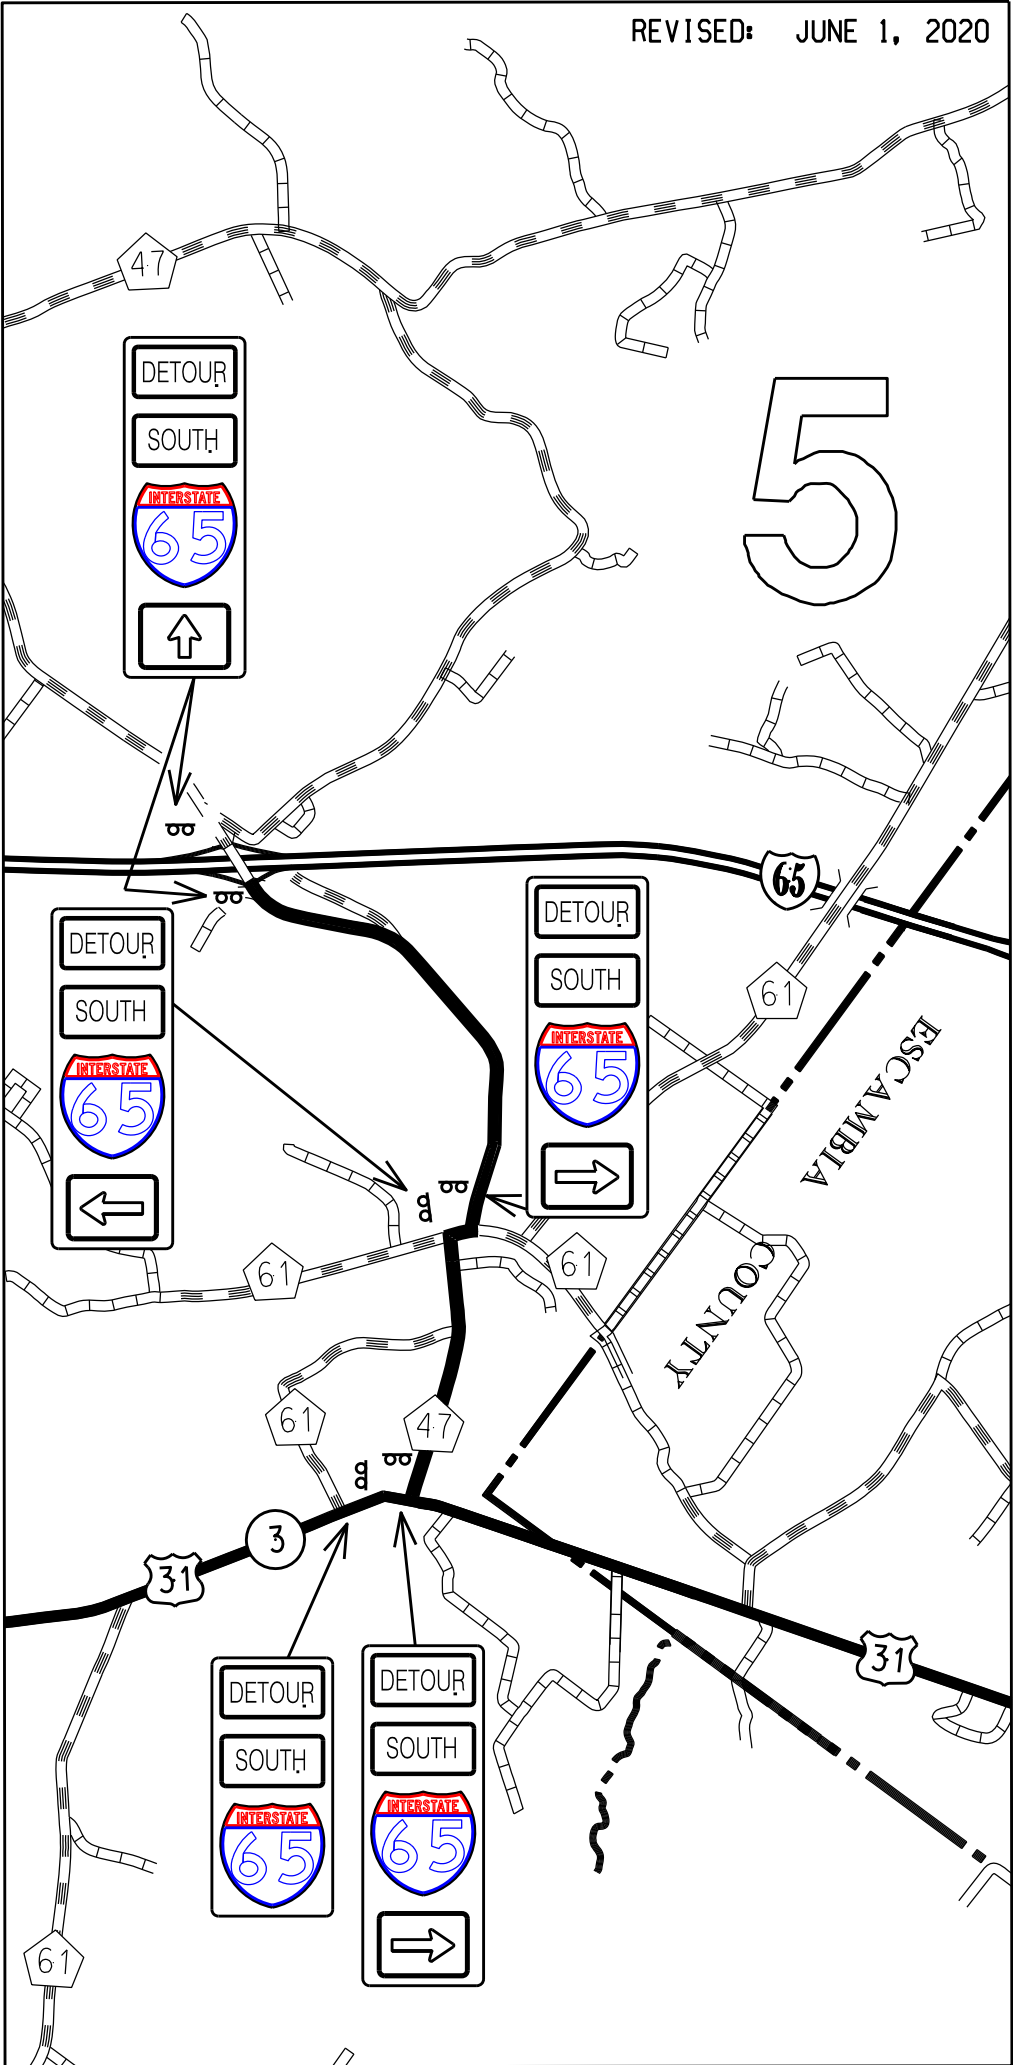 REVISED: JUNE 1, 2020
47
DETOUR
SOUTH
INTERSTATE
65
5
65
DETOUR
SOUTH
INTERSTATE
65
DETOUR
SOUTH
INTERSTATE
65
61
ESCAMBIA
COUNTY
61
61
61
47
3
31
31
DETOUR
SOUTH
INTERSTATE
65
DETOUR
SOUTH
INTERSTATE
65
61